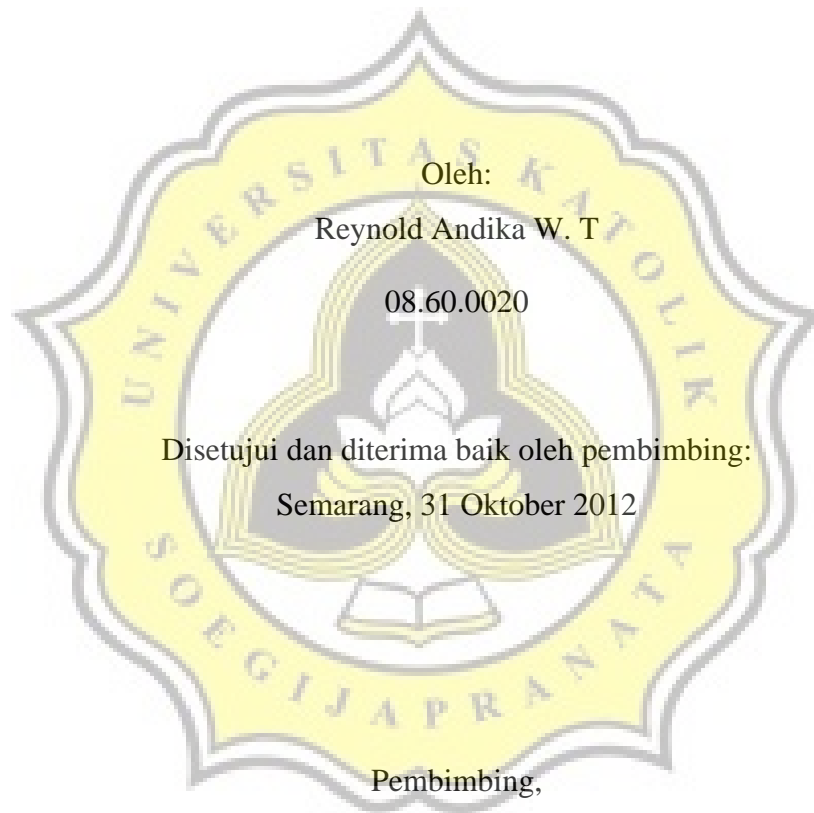 UNIVERSITAS KATOLIK
Oleh:
Reynold Andika W. T
08.60.0020
Disetujui dan diterima baik oleh pembimbing:
Semarang, 31 Oktober 2012
SOEGIJAPRANATA
Pembimbing,